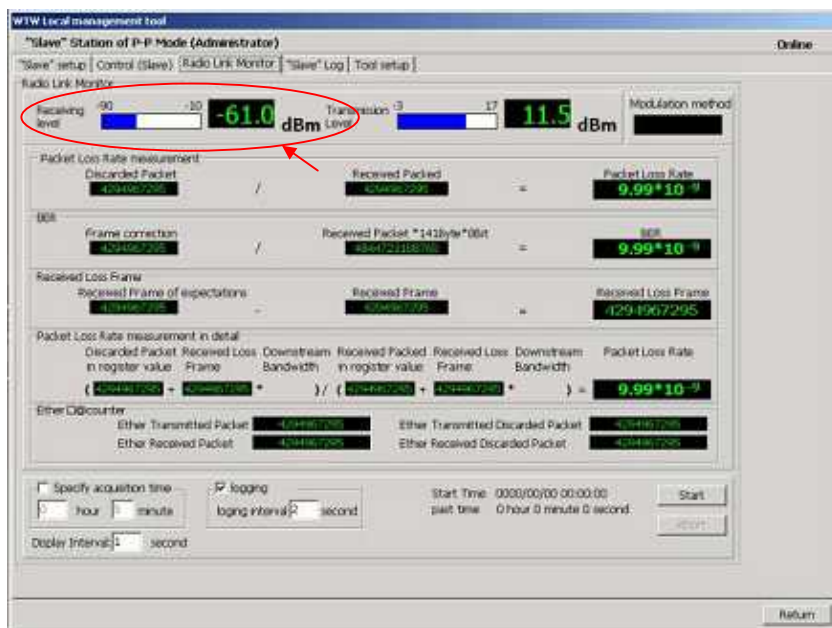 WTW Local management tool
"Slave" Station of P-P Mode (Administrator)
Online
"Slave" setup Control (Slave) Radio Link Monitor "Slave" Log Tool setup
Radio Link Monitor
Receiving level -90 -10 -61.0 dBm Transmission Level -3 17 11.5 dBm Modulation method
Packet Loss Rate measurement
Discarded Packet Received Packed Packet Loss Rate
4294967295 / 4294967295 = 9.99*10 -9
BER
Frame correction Received Packet *1418byte*8bit BER
4294967295 / = 9.99*10 -9
Received Loss Frame
Received Frame of expectations Received Frame Received Loss Frame
4294967295 - 4294967295 = 4294967295
Packet Loss Rate measurement in detail
Discarded Packet Received Loss Downstream Received Packed Received Loss Downstream Packet Loss Rate
in register value Frame Bandwidth in register value Frame Bandwidth
( 4294967295 + 4294967295 * )/ ( 4294967295 + 4294967295 * ) = 9.99*10 -9
Ether counter
Ether Transmitted Packet 4294967295 Ether Transmitted Discarded Packet 4294967295
Ether Received Packet 4294967295 Ether Received Discarded Packet 4294967295
Specify acquisition time logging
0 hour minute loging interval 2 second
Start Time 0000/00/00 00:00:00 Start
past time 0 hour 0 minute 0 second
Display Interval: 1 second
Return